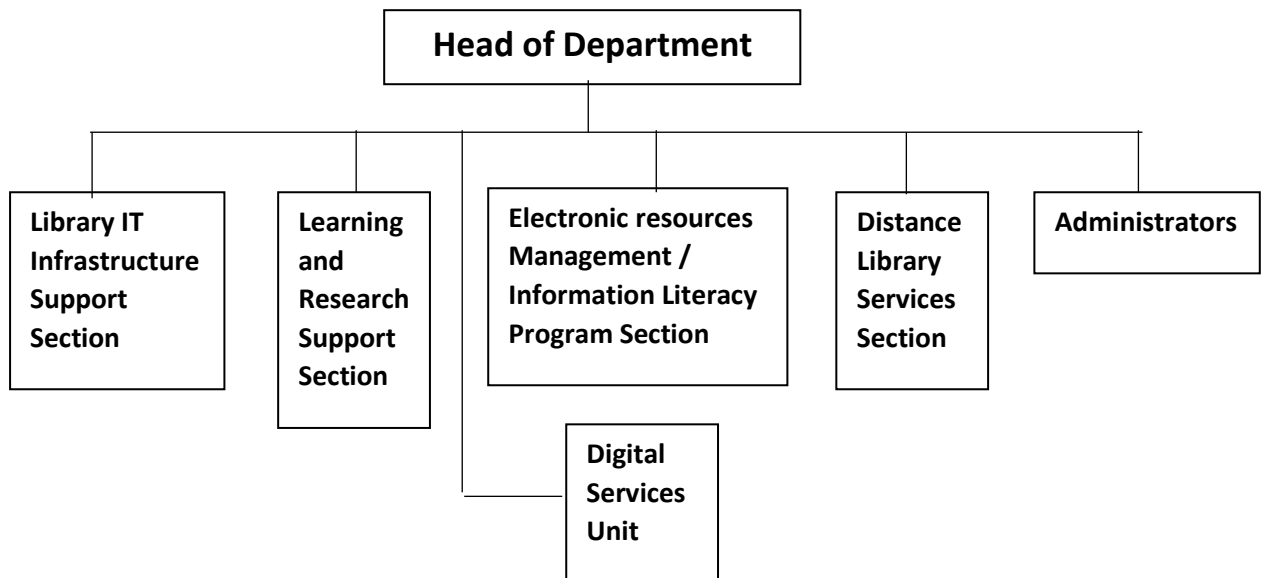 Head of Department
Library IT
Infrastructure
Support
Section
Learning
and
Research
Support
Section
Electronic resources
Management /
Information Literacy
Program Section
Distance
Library
Services
Section
Administrators
Digital
Services
Unit